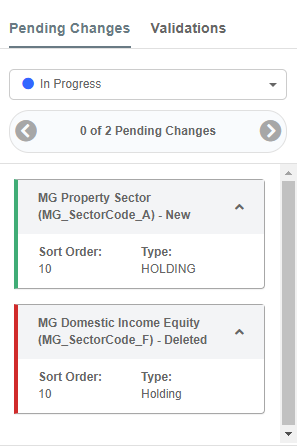 Pending Changes Validations
In Progress
0 of 2 Pending Changes
MG Property Sector
(MG_SectorCode_A) - New
Sort Order: Type:
10 HOLDING
MG Domestic Income Equity
(MG_SectorCode_F) - Deleted
Sort Order: Type:
10 Holding